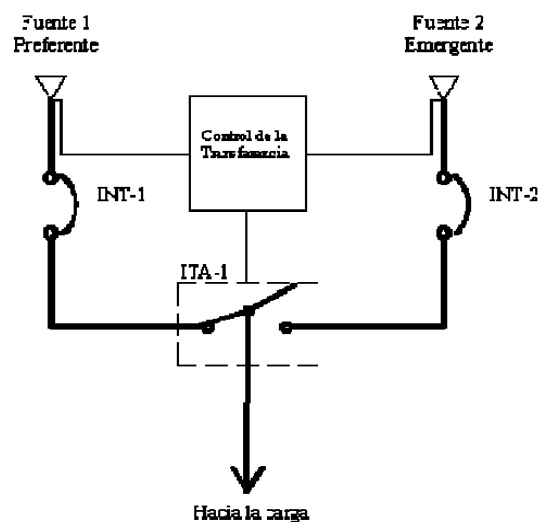 Fuente 1
Preferente
Fuente 2
Emergente
Control de la
Transferencia
INT-1
INT-2
ITA-1
Hacia la carga